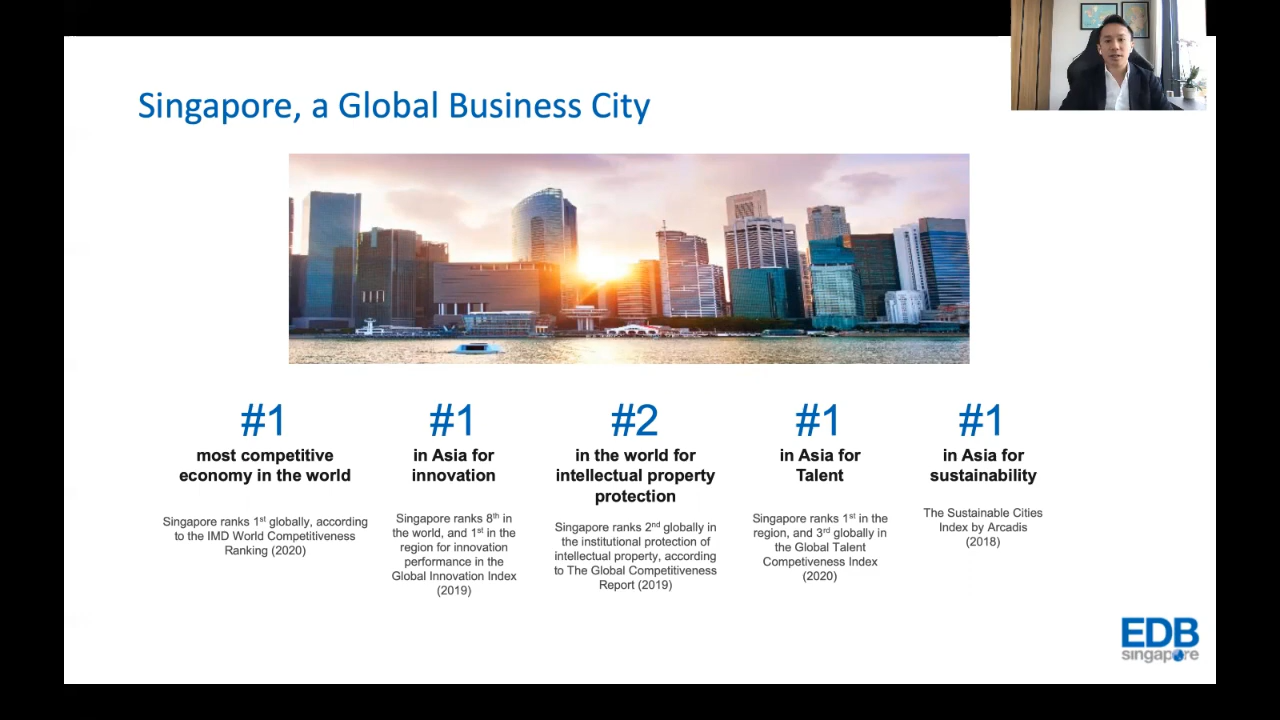 Singapore, a Global Business City
#1
most competitive
economy in the world
Singapore ranks 1st globally, according
to the IMD World Competitiveness
Ranking (2020)
#1
in Asia for
innovation
Singapore ranks 8th in
the world, and 1st in the
region for innovation
performance in the
Global Innovation Index
(2019)
#2
in the world for
intellectual property
protection
Singapore ranks 2nd globally in
the institutional protection of
intellectual property, according
to The Global Competitiveness
Report (2019)
#1
in Asia for
Talent
Singapore ranks 1st in the
region, and 3rd globally in
the Global Talent
Competiveness Index
(2020)
#1
in Asia for
sustainability
The Sustainable Cities
Index by Arcadis
(2018)
EDB
singapore